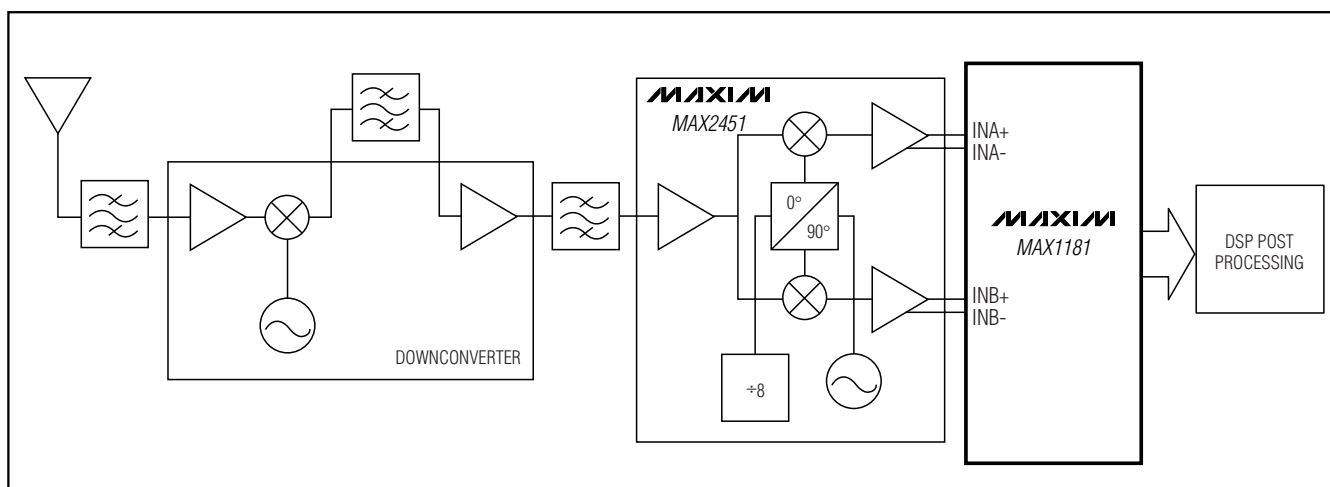 MAXIM
MAX2451
INA+
INA-
0°
90°
MAXIM
MAX1181
DSP POST
PROCESSING
INB+
INB-
DOWNCONVERTER
÷8